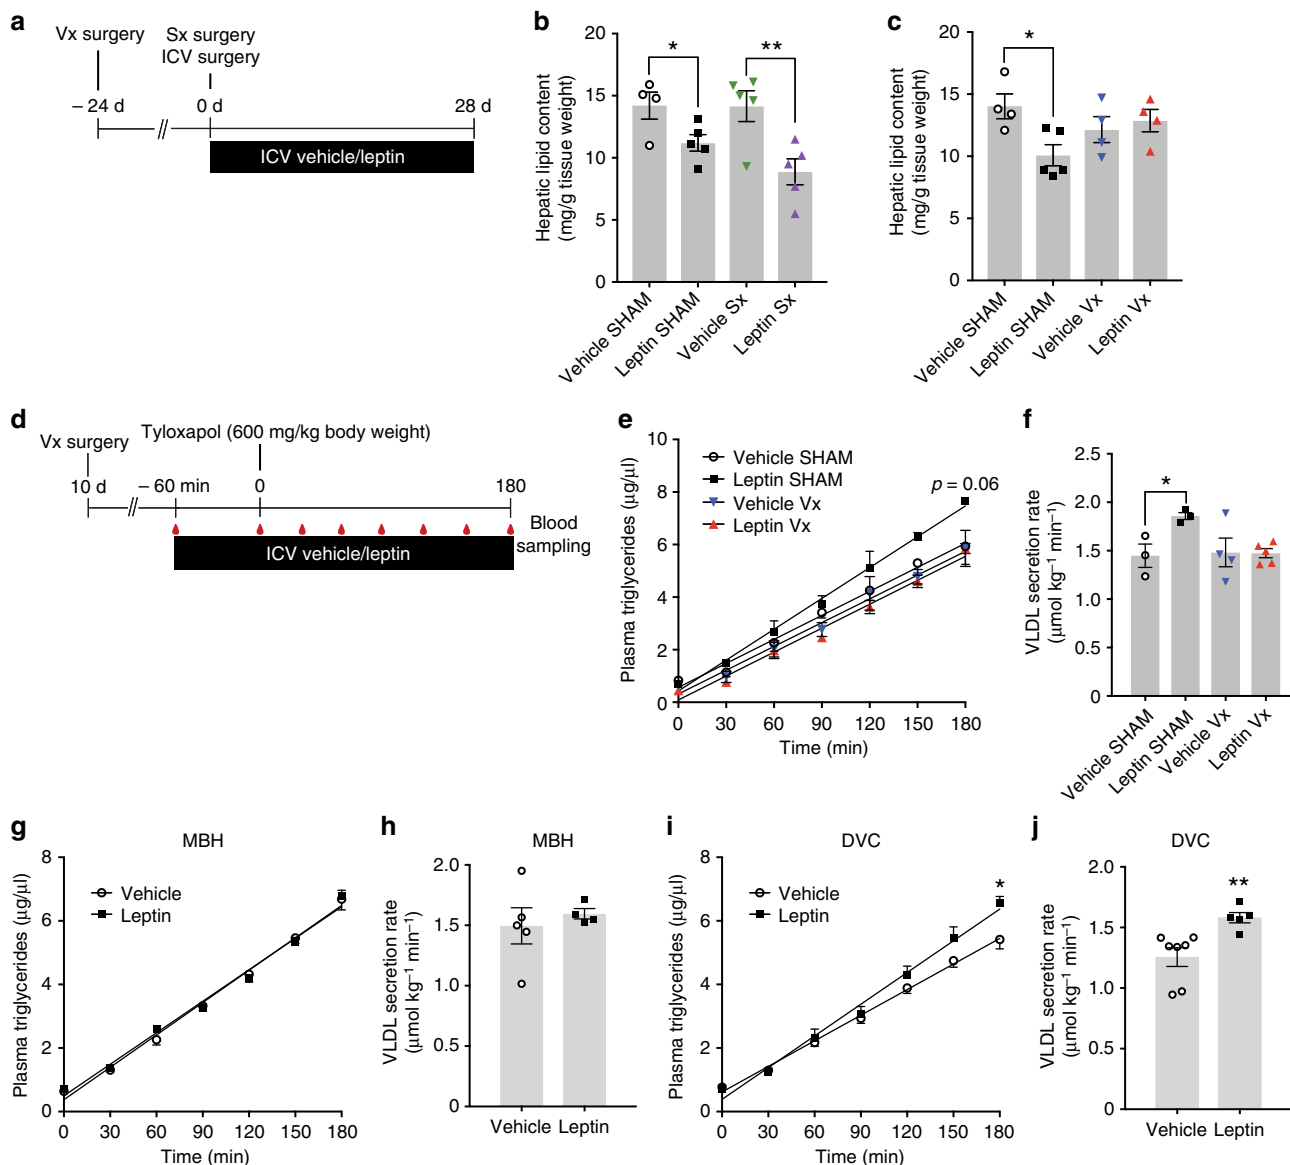 a
Vx surgery
Sx surgery
ICV surgery
– 24 d
0 d
28 d
ICV vehicle/leptin
b
Hepatic lipid content
(mg/g tissue weight)
20
15
10
5
0
*
**
Vehicle SHAM
Leptin SHAM
Vehicle Sx
Leptin Sx
c
Hepatic lipid content
(mg/g tissue weight)
20
15
10
5
0
*
Vehicle SHAM
Leptin SHAM
Vehicle Vx
Leptin Vx
d
Vx surgery
Tyloxapol (600 mg/kg body weight)
10 d
– 60 min
0
180
Blood
sampling
ICV vehicle/leptin
e
Plasma triglycerides (µg/µl)
10
8
6
4
2
0
Vehicle SHAM
Leptin SHAM
Vehicle Vx
Leptin Vx
p = 0.06
0 30 60 90 120 150 180
Time (min)
f
VLDL secretion rate
(µmol kg⁻¹ min⁻¹)
2.5
2.0
1.5
1.0
0.5
0
*
Vehicle SHAM
Leptin SHAM
Vehicle Vx
Leptin Vx
g
MBH
Plasma triglycerides (µg/µl)
8
6
4
2
0
Vehicle
Leptin
0 30 60 90 120 150 180
Time (min)
h
MBH
VLDL secretion rate
(µmol kg⁻¹ min⁻¹)
2.0
1.5
1.0
0.5
0
Vehicle Leptin
i
DVC
Plasma triglycerides (µg/µl)
8
6
4
2
0
Vehicle
Leptin
*
0 30 60 90 120 150 180
Time (min)
j
DVC
VLDL secretion rate
(µmol kg⁻¹ min⁻¹)
2.0
1.5
1.0
1.5
0
**
Vehicle Leptin